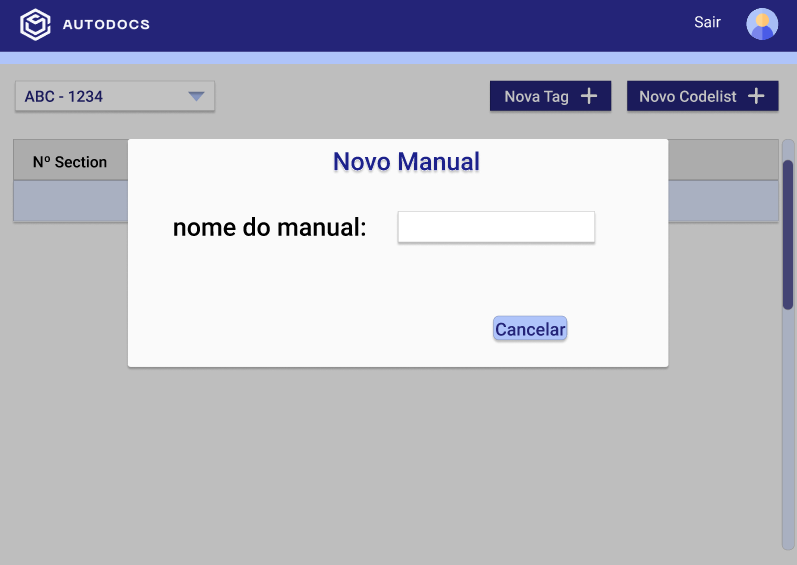 AUTODOCS
Sair
ABC - 1234
Nova Tag +
Novo Codelist +
Nº Section
Novo Manual
nome do manual:
Cancelar